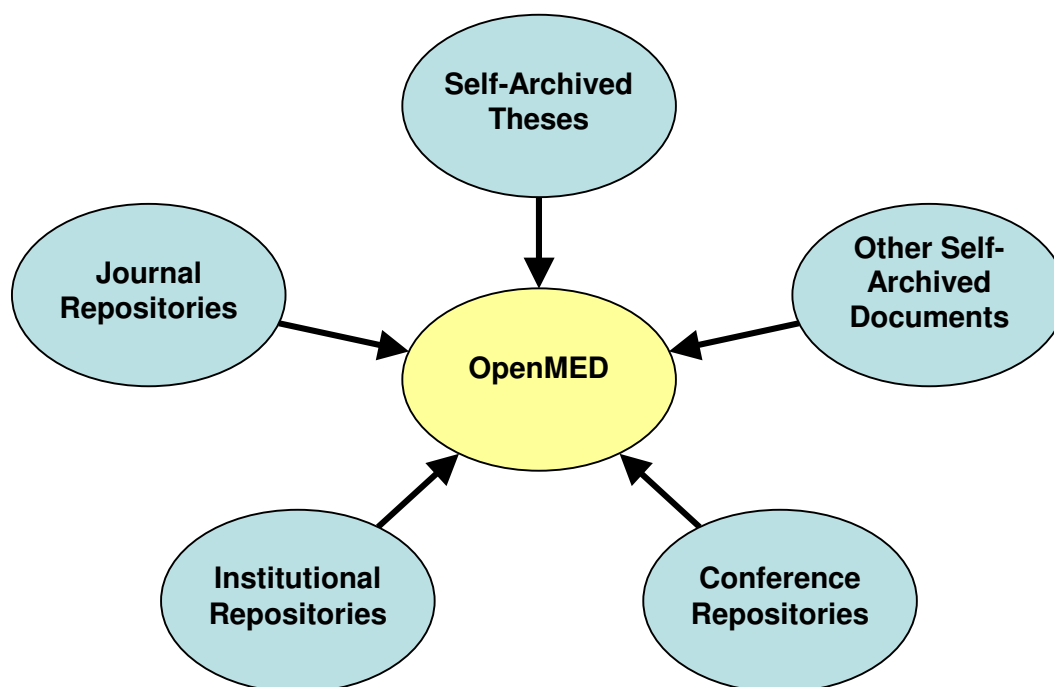 Self-Archived
Theses
Journal
Repositories
Other Self-
Archived
Documents
OpenMED
Institutional
Repositories
Conference
Repositories